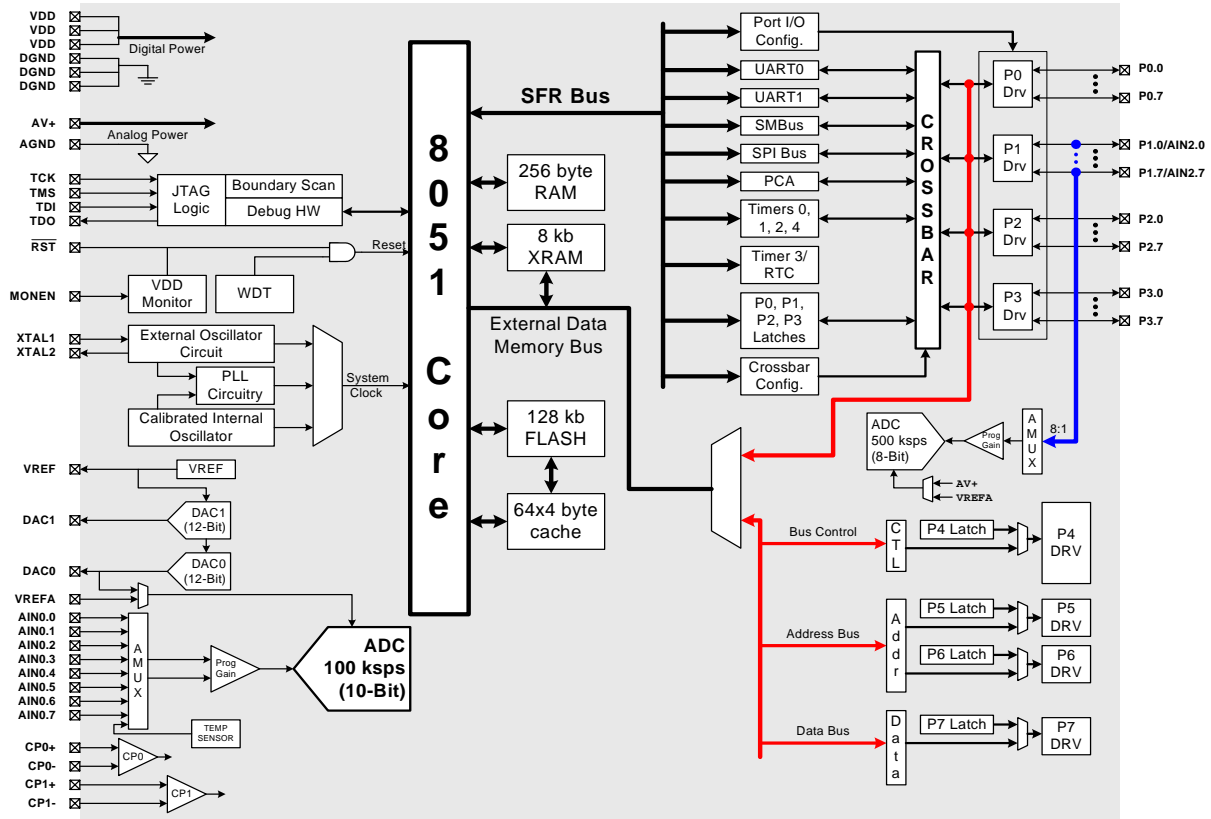 VDD
VDD
VDD
Digital Power
DGND
DGND
DGND
AV+
Analog Power
AGND
TCK
TMS
TDI
TDO
JTAG
Logic
Boundary Scan
Debug HW
RST
Reset
VDD
Monitor
WDT
MONEN
XTAL1
XTAL2
External Oscillator
Circuit
PLL
Circuitry
Calibrated Internal
Oscillator
System
Clock
VREF
VREF
DAC1
DAC1
(12-Bit)
DAC0
DAC0
(12-Bit)
VREFA
AIN0.0
AIN0.1
AIN0.2
AIN0.3
AIN0.4
AIN0.5
AIN0.6
AIN0.7
AMUX
Prog
Gain
ADC
100 ksps
(10-Bit)
TEMP
SENSOR
CP0+
CP0-
CP0
CP1+
CP1-
CP1
8051 Core
SFR Bus
256 byte
RAM
8 kb
XRAM
External Data
Memory Bus
128 kb
FLASH
64x4 byte
cache
Port I/O
Config.
UART0
UART1
SMBus
SPI Bus
PCA
Timers 0,
1, 2, 4
Timer 3/
RTC
P0, P1,
P2, P3
Latches
Crossbar
Config.
CROSSBAR
P0
Drv
P1
Drv
P2
Drv
P3
Drv
P0.0
P0.7
P1.0/AIN2.0
P1.7/AIN2.7
P2.0
P2.7
P3.0
P3.7
ADC
500 ksps
(8-Bit)
Prog
Gain
AMUX
8:1
AV+
VREFA
Bus Control
CTL
P4 Latch
P4
DRV
Address Bus
Addr
P5 Latch
P5
DRV
P6 Latch
P6
DRV
Data Bus
Data
P7 Latch
P7
DRV